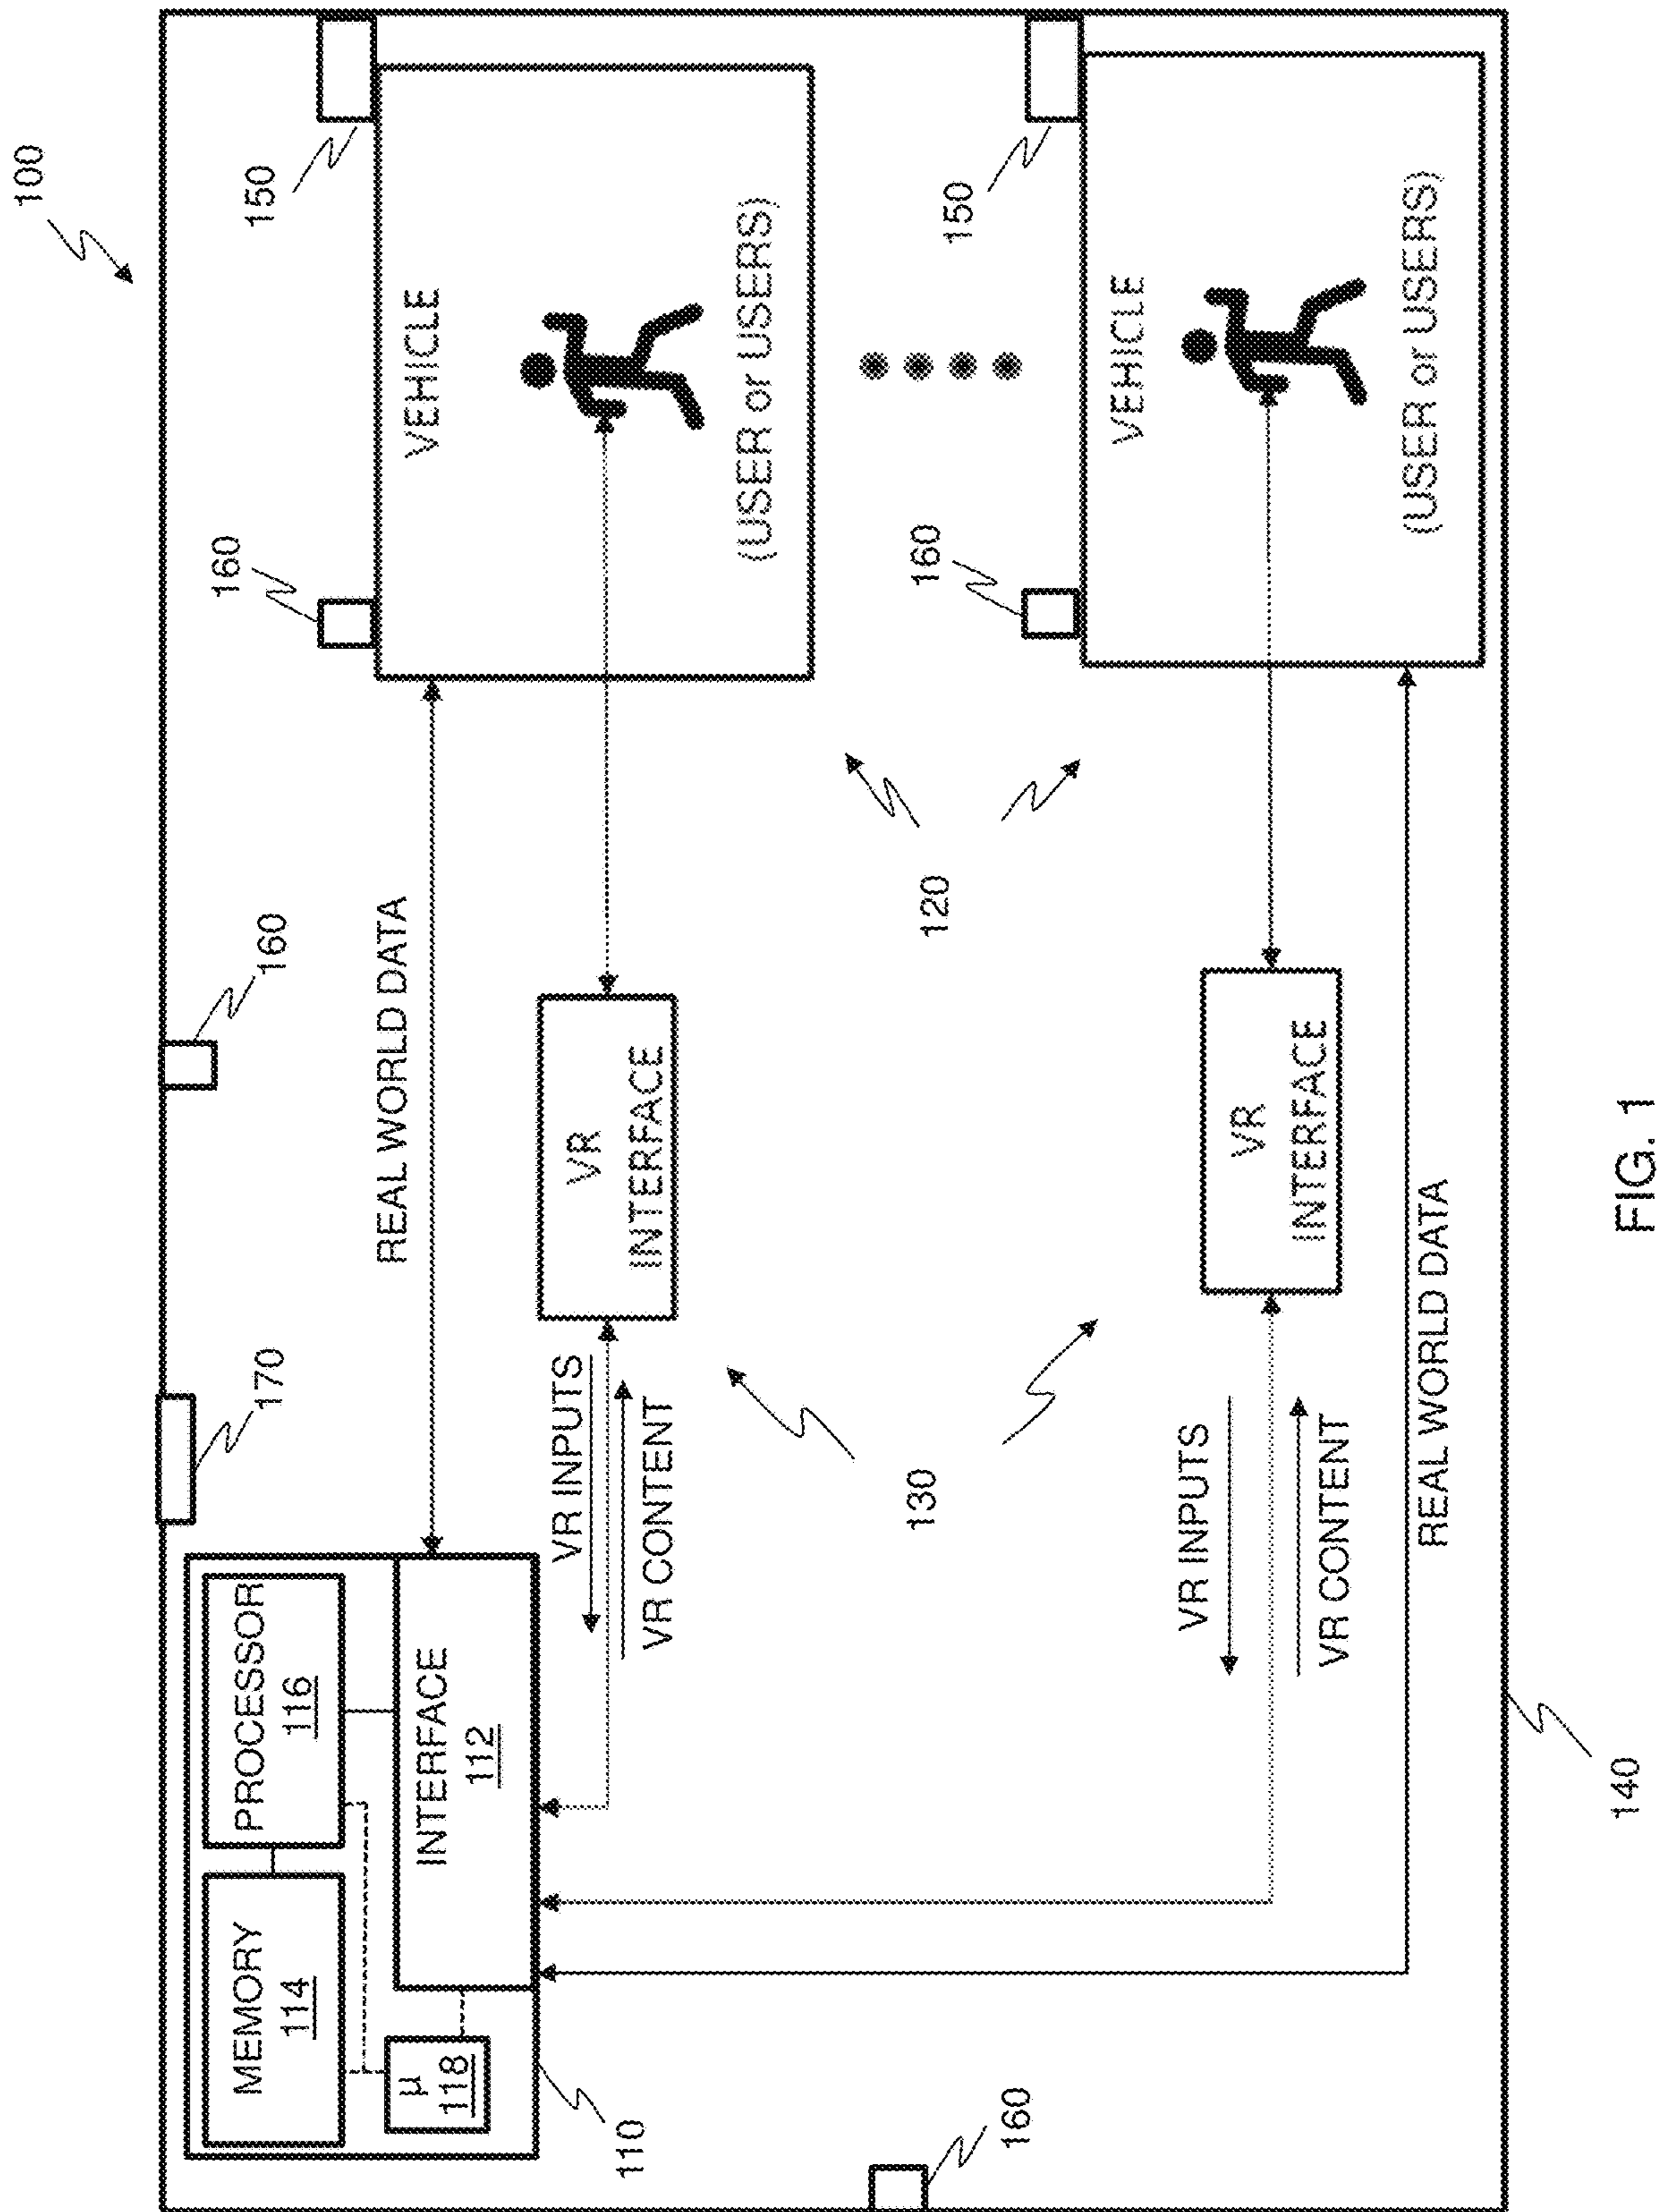 100
MEMORY
114
PROCESSOR
116
µ
118
INTERFACE
112
110
170
160
160
150
160
REAL WORLD DATA
VEHICLE
(USER or USERS)
VR INPUTS
VR CONTENT
VR
INTERFACE
130
120
160
150
VEHICLE
(USER or USERS)
VR INPUTS
VR CONTENT
VR
INTERFACE
REAL WORLD DATA
140
FIG. 1